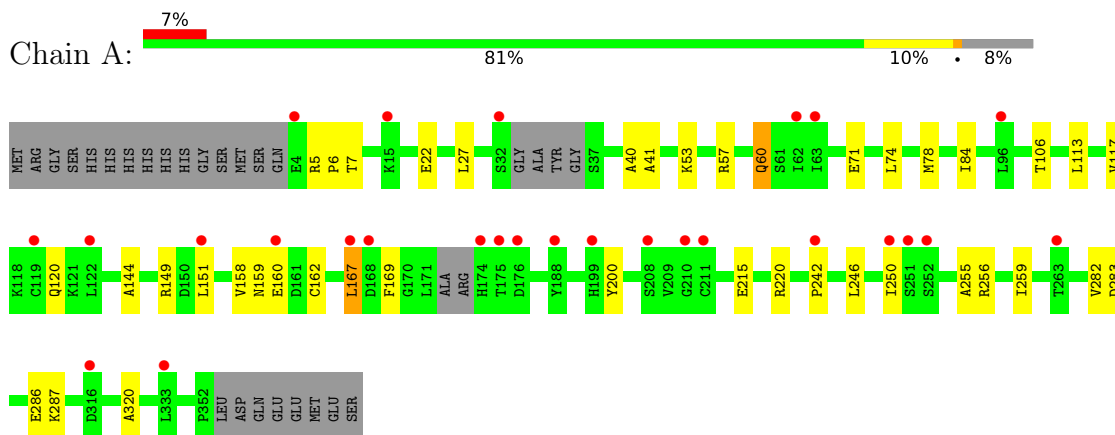 7%
Chain A:
81% 10% • 8%
MET ARG GLY SER HIS HIS HIS HIS HIS HIS GLY SER MET SER GLN E4 R5 P6 T7 K15 E22 L27 S32 GLY ALA TYR GLY S37 A40 A41 K53 R57 Q60 S61 I62 I63 E71 L74 M78 I84 L96 T106 L113 V117
K118 C119 Q120 K121 L122 A144 R149 D150 L151 V158 N159 E160 D161 C162 L167 D168 F169 G170 L171 ALA ARG H174 T175 D176 Y188 H199 Y200 S208 V209 G210 C211 E215 R220 P242 L246 I250 S251 S252 A255 R256 I259 T263 V282
E286 K287 D316 A320 L333 P352 LEU ASP GLN GLU GLU MET GLU SER